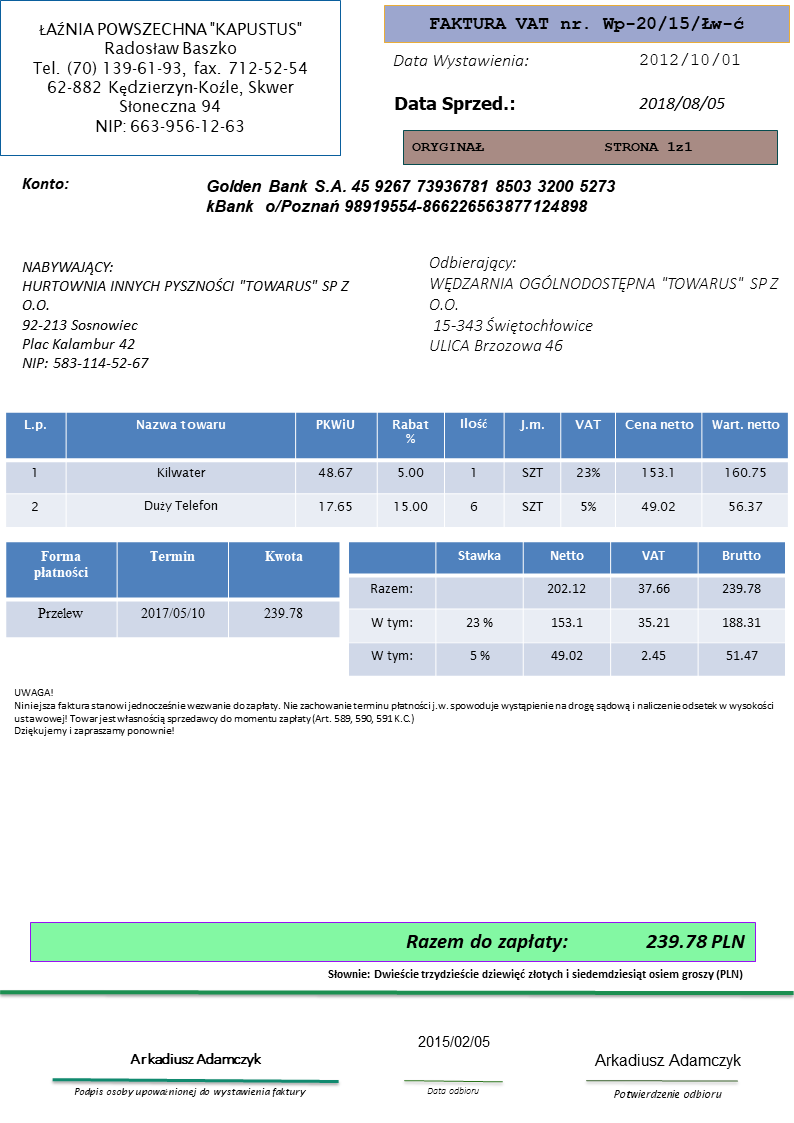 ŁAŹNIA POWSZECHNA "KAPUSTUS"
Radosław Baszko
Tel. (70) 139-61-93, fax. 712-52-54
62-882 Kędzierzyn-Koźle, Skwer
Słoneczna 94
NIP: 663-956-12-63
FAKTURA VAT nr. Wp-20/15/Łw-ć
Data Wystawienia: 2012/10/01
Data Sprzed.: 2018/08/05
ORYGINAŁ STRONA 1z1
Konto: Golden Bank S.A. 45 9267 73936781 8503 3200 5273
kBank o/Poznań 98919554-866226563877124898
NABYWAJĄCY:
HURTOWNIA INNYCH PYSZNOŚCI "TOWARUS" SP Z
O.O.
92-213 Sosnowiec
Plac Kalambur 42
NIP: 583-114-52-67
Odbierający:
WĘDZARNIA OGÓLNODOSTĘPNA "TOWARUS" SP Z
O.O.
15-343 Świętochłowice
ULICA Brzozowa 46
L.p. Nazwa towaru PKWiU Rabat % Ilość J.m. VAT Cena netto Wart. netto
1 Kilwater 48.67 5.00 1 SZT 23% 153.1 160.75
2 Duży Telefon 17.65 15.00 6 SZT 5% 49.02 56.37
Forma płatności Termin Kwota
Przelew 2017/05/10 239.78
Stawka Netto VAT Brutto
Razem: 202.12 37.66 239.78
W tym: 23 % 153.1 35.21 188.31
W tym: 5 % 49.02 2.45 51.47
UWAGA!
Niniejsza faktura stanowi jednocześnie wezwanie do zapłaty. Nie zachowanie terminu płatności j.w. spowoduje wystąpienie na drogę sądową i naliczenie odsetek w wysokości
ustawowej! Towar jest własnością sprzedawcy do momentu zapłaty (Art. 589, 590, 591 K.C.)
Dziękujemy i zapraszamy ponownie!
Razem do zapłaty: 239.78 PLN
Słownie: Dwieście trzydzieście dziewięć złotych i siedemdziesiąt osiem groszy (PLN)
Arkadiusz Adamczyk
Podpis osoby upoważnionej do wystawienia faktury
2015/02/05
Data odbioru
Arkadiusz Adamczyk
Potwierdzenie odbioru